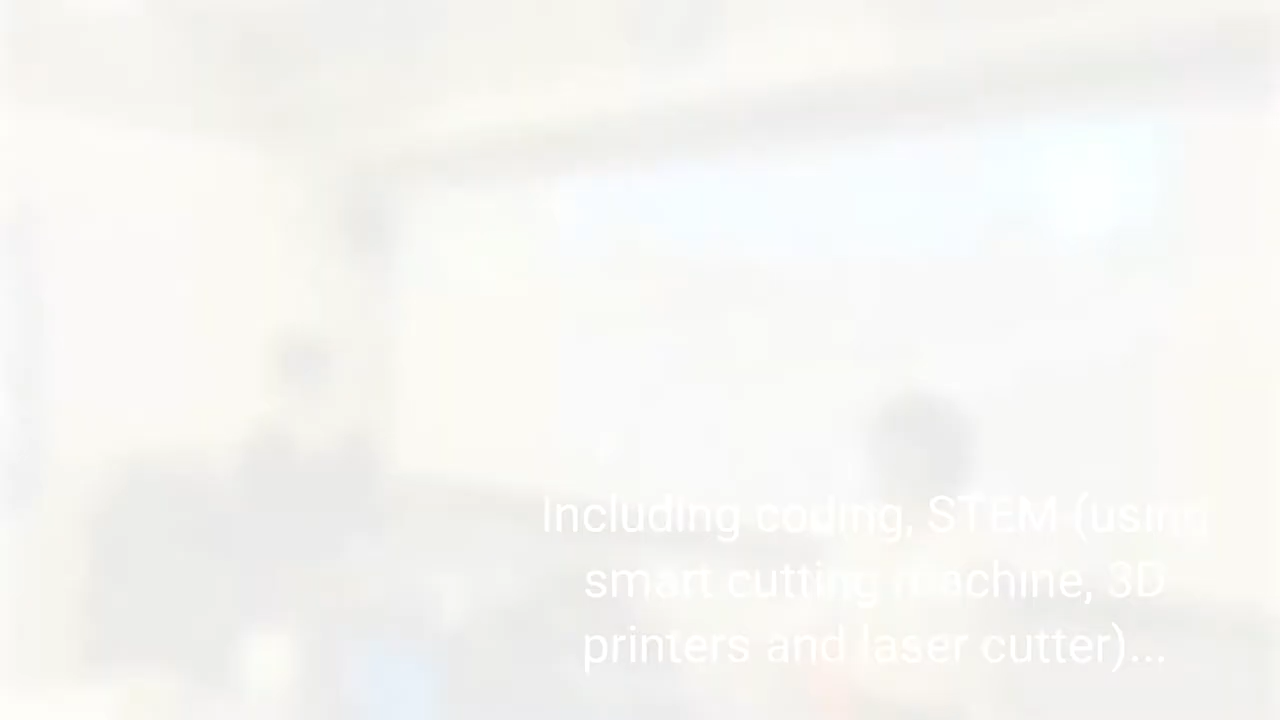 Including coding, STEM (using
smart cutting machine, 3D
printers and laser cutter)...